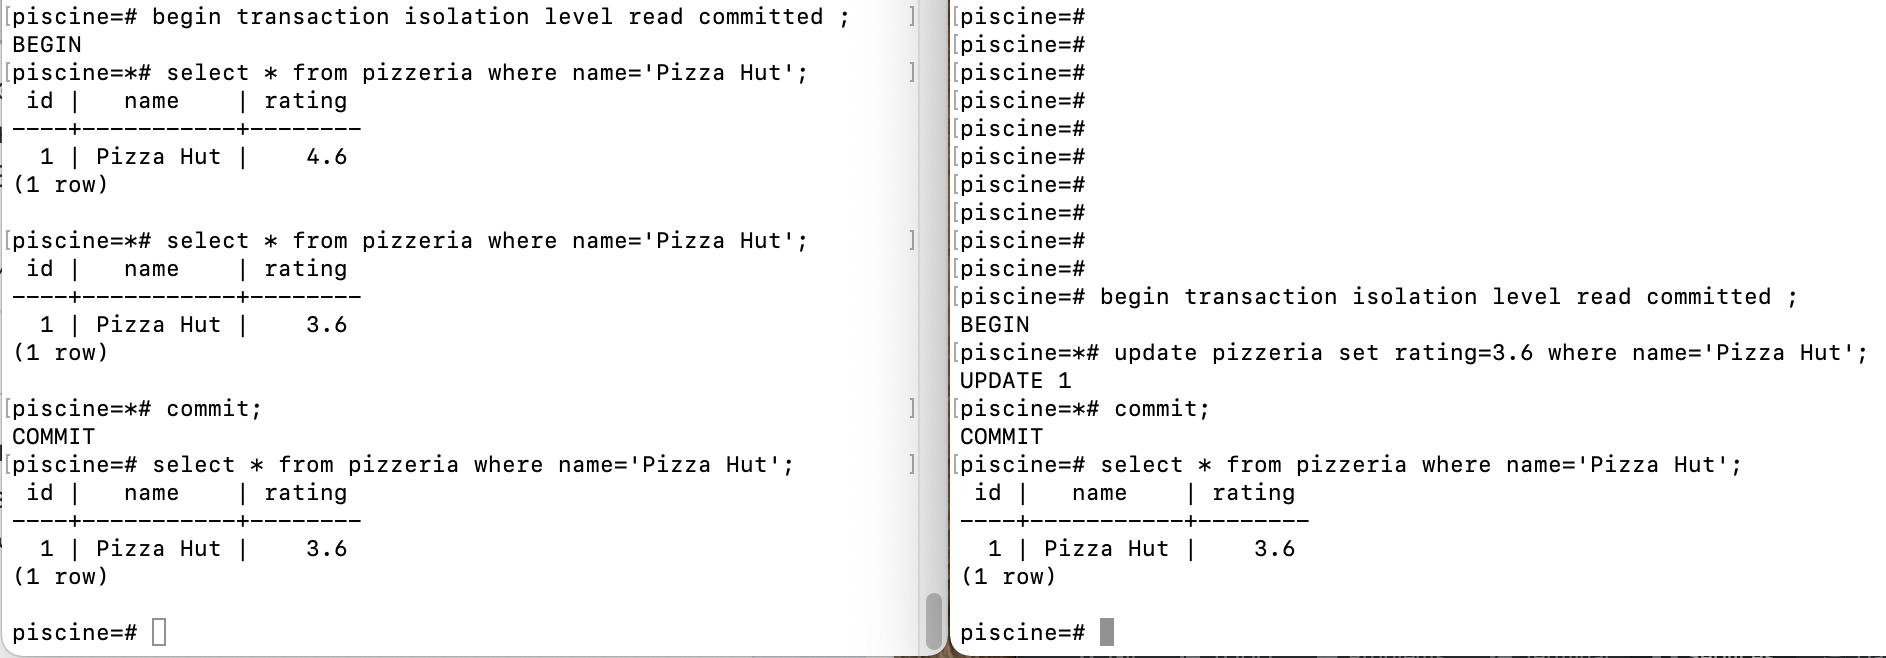 piscine=# begin transaction isolation level read committed ;
BEGIN
piscine=*# select * from pizzeria where name='Pizza Hut';
 id |   name    | rating
----+-----------+--------
  1 | Pizza Hut |    4.6
(1 row)

piscine=*# select * from pizzeria where name='Pizza Hut';
 id |   name    | rating
----+-----------+--------
  1 | Pizza Hut |    3.6
(1 row)

piscine=*# commit;
COMMIT
piscine=# select * from pizzeria where name='Pizza Hut';
 id |   name    | rating
----+-----------+--------
  1 | Pizza Hut |    3.6
(1 row)

piscine=#
piscine=#
piscine=#
piscine=#
piscine=#
piscine=#
piscine=#
piscine=#
piscine=#
piscine=#
piscine=#
piscine=# begin transaction isolation level read committed ;
BEGIN
piscine=*# update pizzeria set rating=3.6 where name='Pizza Hut';
UPDATE 1
piscine=*# commit;
COMMIT
piscine=# select * from pizzeria where name='Pizza Hut';
 id |   name    | rating
----+-----------+--------
  1 | Pizza Hut |    3.6
(1 row)

piscine=#